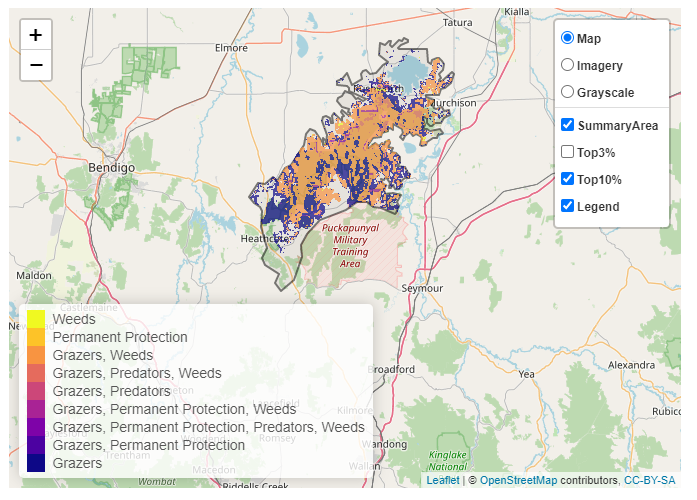 Kialla
Tatura
Elmore
+
−
Map
Imagery
Grayscale
SummaryArea
Top3%
Top10%
Legend
Murchison
Bendigo
Heathcote
Puckapunyal
Military
Training
Area
Maldon
Seymour
Castlemaine
Broadford
Yea
Alexandra
Kilmore
Lancefield
Romsey
Wandong
Wallan
Trentham
Macedon
Wombat
Riddells Creek
Kinglake
National
Weeds
Permanent Protection
Grazers, Weeds
Grazers, Predators, Weeds
Grazers, Predators
Grazers, Permanent Protection, Weeds
Grazers, Permanent Protection, Predators, Weeds
Grazers, Permanent Protection
Grazers
Leaflet | © OpenStreetMap contributors, CC-BY-SA